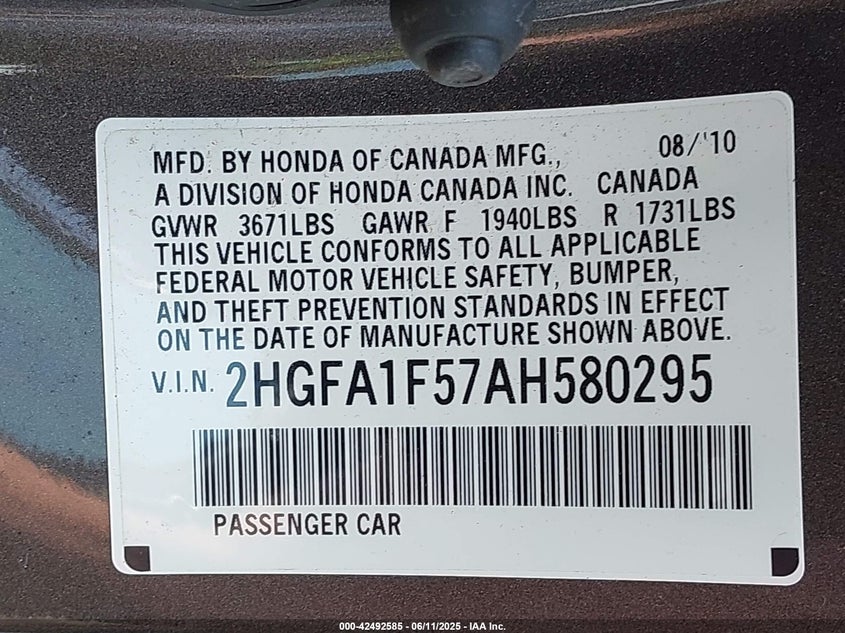 MFD. BY HONDA OF CANADA MFG., 08/'10
A DIVISION OF HONDA CANADA INC. CANADA
GVWR 3671LBS GAWR F 1940LBS R 1731LBS
THIS VEHICLE CONFORMS TO ALL APPLICABLE
FEDERAL MOTOR VEHICLE SAFETY, BUMPER,
AND THEFT PREVENTION STANDARDS IN EFFECT
ON THE DATE OF MANUFACTURE SHOWN ABOVE.
V.I.N. 2HGFA1F57AH580295
PASSENGER CAR
000-42492585 - 06/11/2025 - IAA Inc.